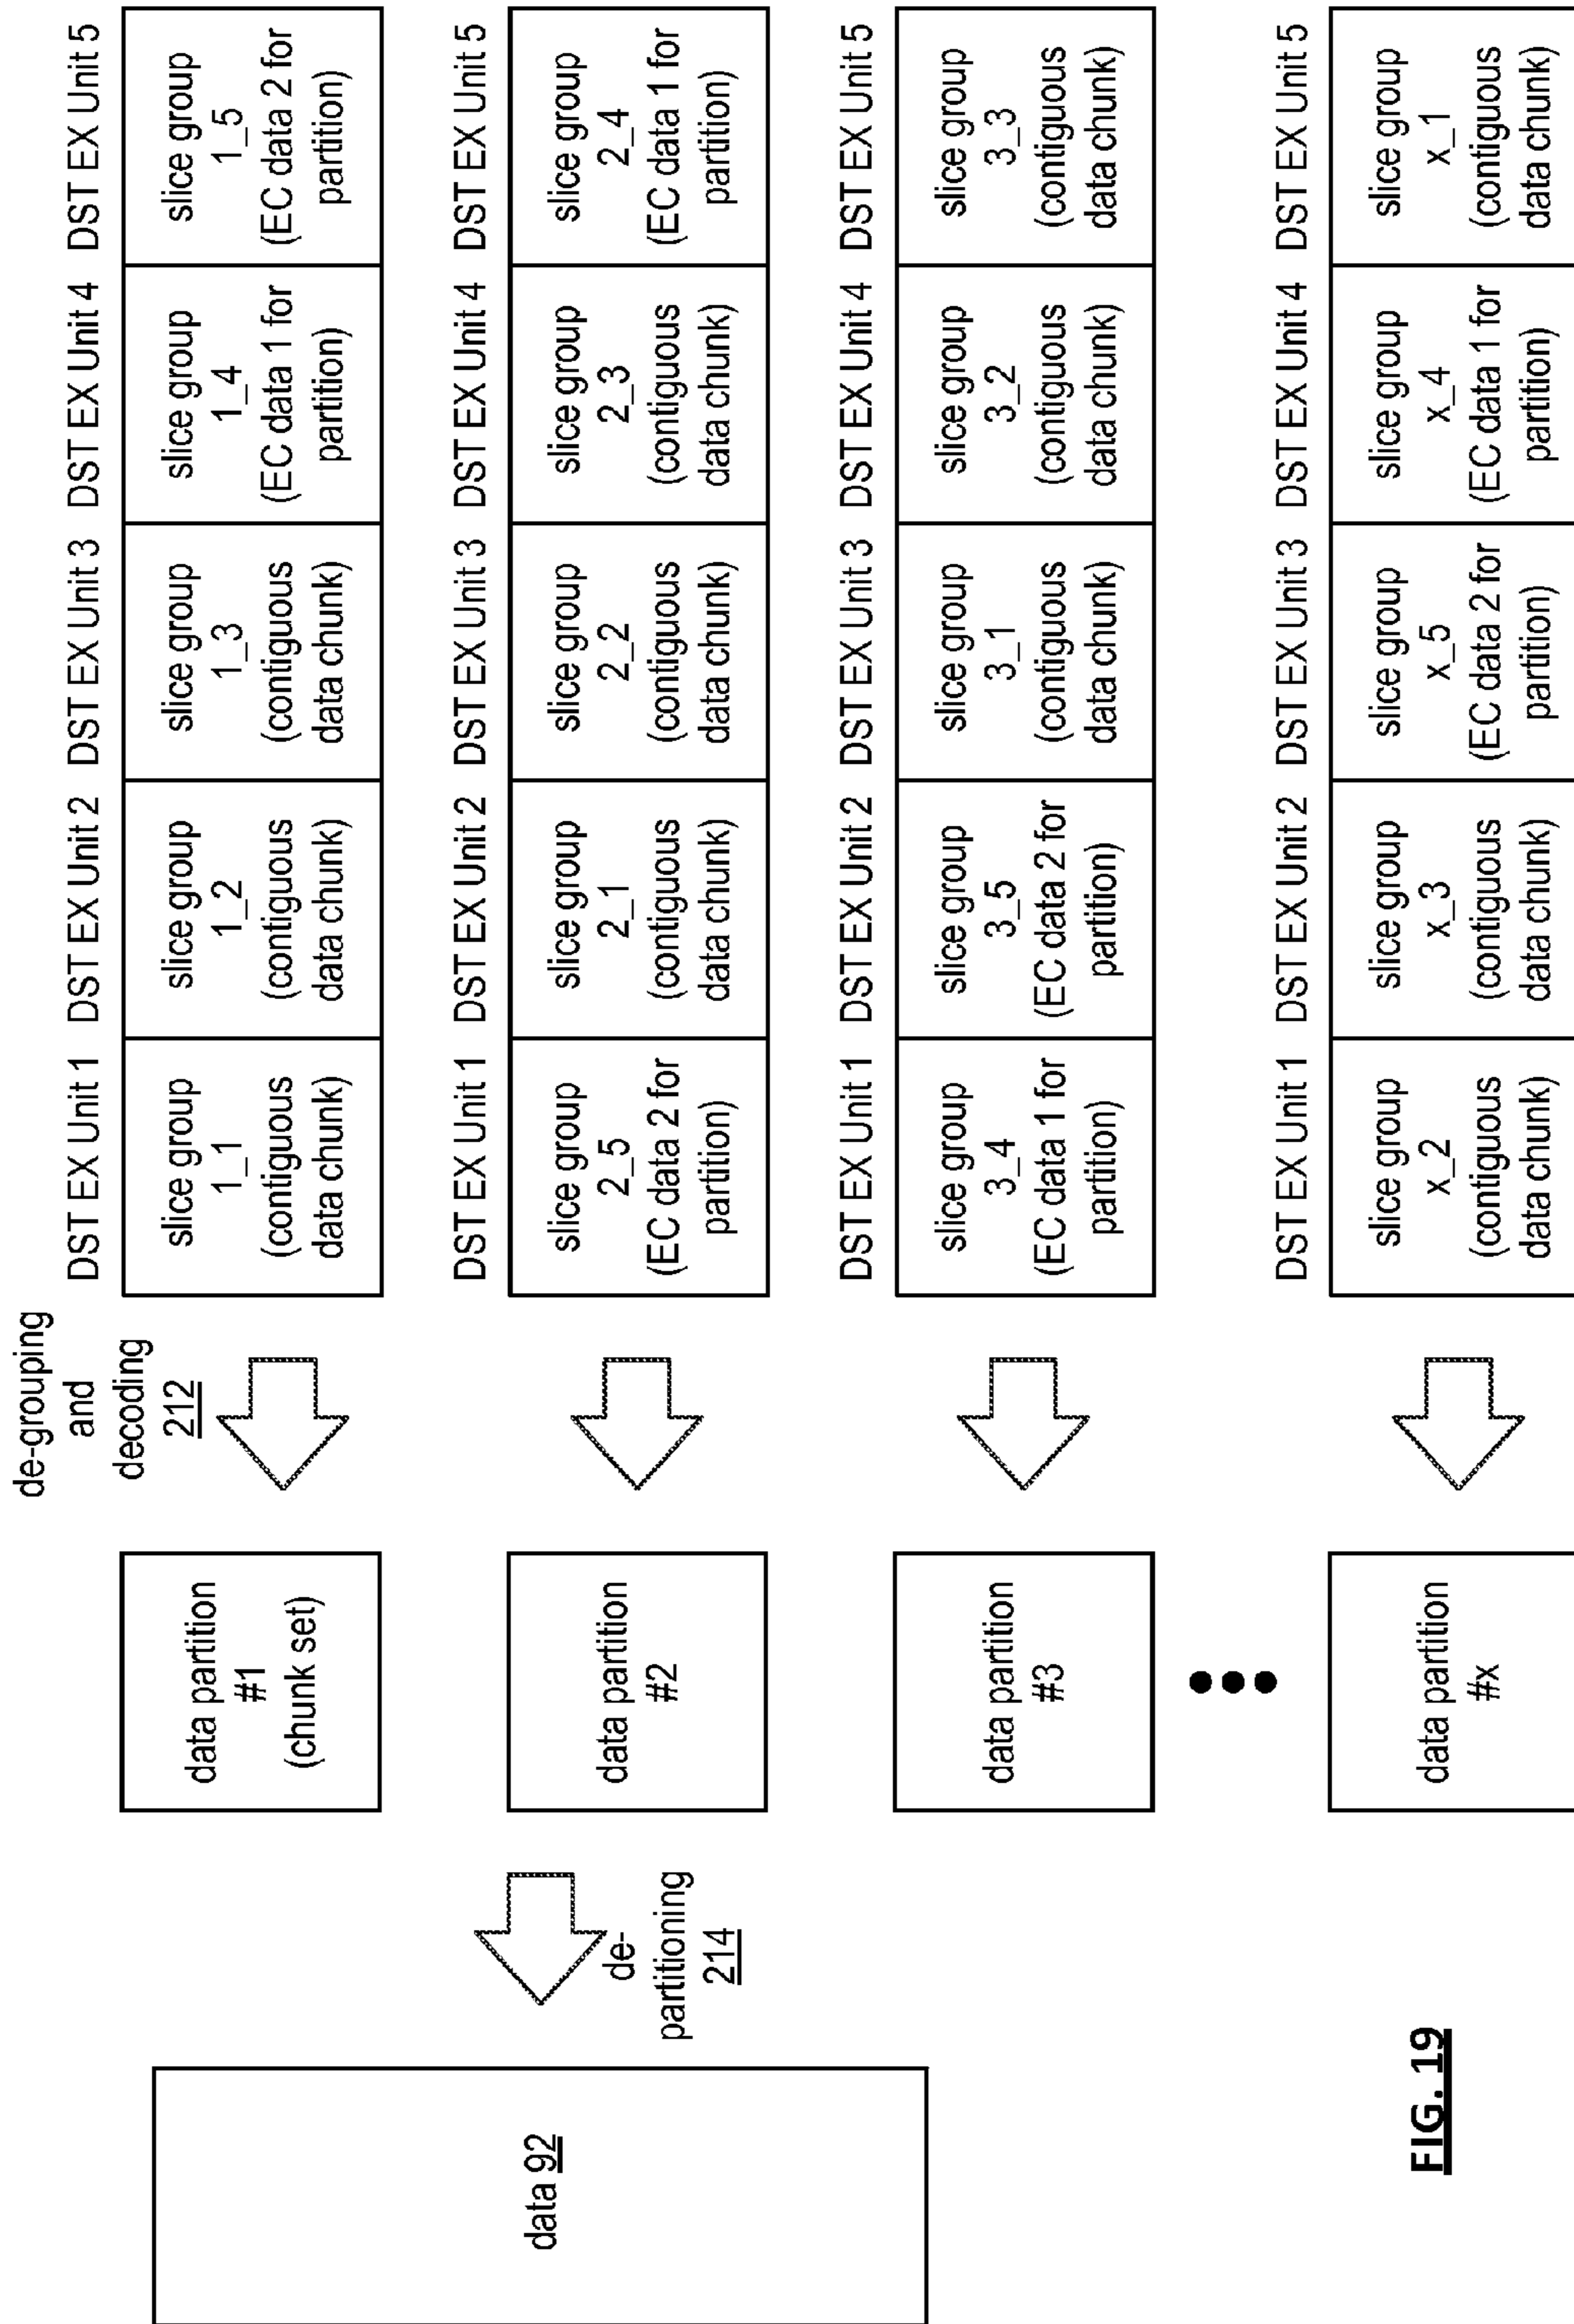 de-grouping
and
decoding
212
DST EX Unit 1
DST EX Unit 2
DST EX Unit 3
DST EX Unit 4
DST EX Unit 5
data partition
#1
(chunk set)
slice group
1_1
(contiguous
data chunk)
slice group
1_2
(contiguous
data chunk)
slice group
1_3
(contiguous
data chunk)
slice group
1_4
(EC data 1 for
partition)
slice group
1_5
(EC data 2 for
partition)
data 92
de-
partitioning
214
DST EX Unit 1
DST EX Unit 2
DST EX Unit 3
DST EX Unit 4
DST EX Unit 5
data partition
#2
slice group
2_5
(EC data 2 for
partition)
slice group
2_1
(contiguous
data chunk)
slice group
2_2
(contiguous
data chunk)
slice group
2_3
(contiguous
data chunk)
slice group
2_4
(EC data 1 for
partition)
DST EX Unit 1
DST EX Unit 2
DST EX Unit 3
DST EX Unit 4
DST EX Unit 5
data partition
#3
slice group
3_4
(EC data 1 for
partition)
slice group
3_5
(EC data 2 for
partition)
slice group
3_1
(contiguous
data chunk)
slice group
3_2
(contiguous
data chunk)
slice group
3_3
(contiguous
data chunk)
DST EX Unit 1
DST EX Unit 2
DST EX Unit 3
DST EX Unit 4
DST EX Unit 5
data partition
#x
slice group
x_2
(contiguous
data chunk)
slice group
x_3
(contiguous
data chunk)
slice group
x_5
(EC data 2 for
partition)
slice group
x_4
(EC data 1 for
partition)
slice group
x_1
(contiguous
data chunk)
FIG. 19